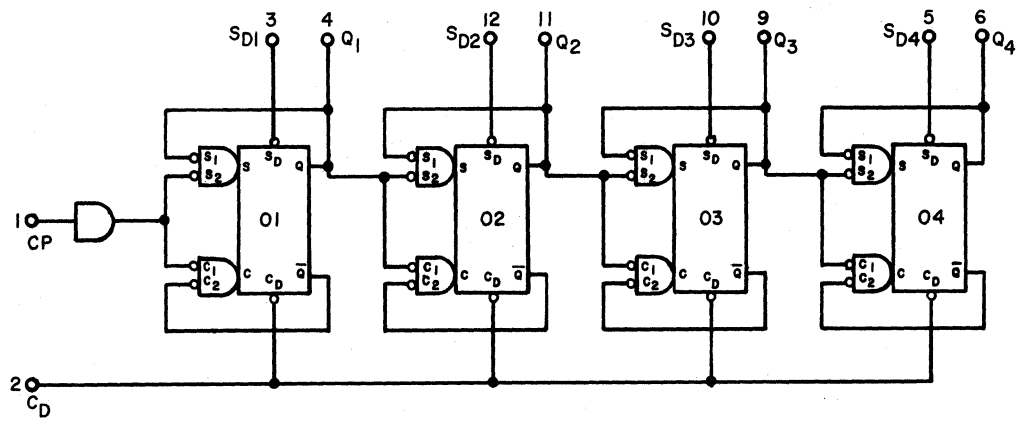 3 4 12 11 10 9 5 6
SD1 Q1 SD2 Q2 SD3 Q3 SD4 Q4
SD SD SD SD
S1 S Q S1 S Q S1 S Q S1 S Q
S2 S2 S2 S2
1 01 02 03 04
CP
C1 C CD Q̅ C1 C CD Q̅ C1 C CD Q̅ C1 C CD Q̅
C2 C2 C2 C2
2
CD